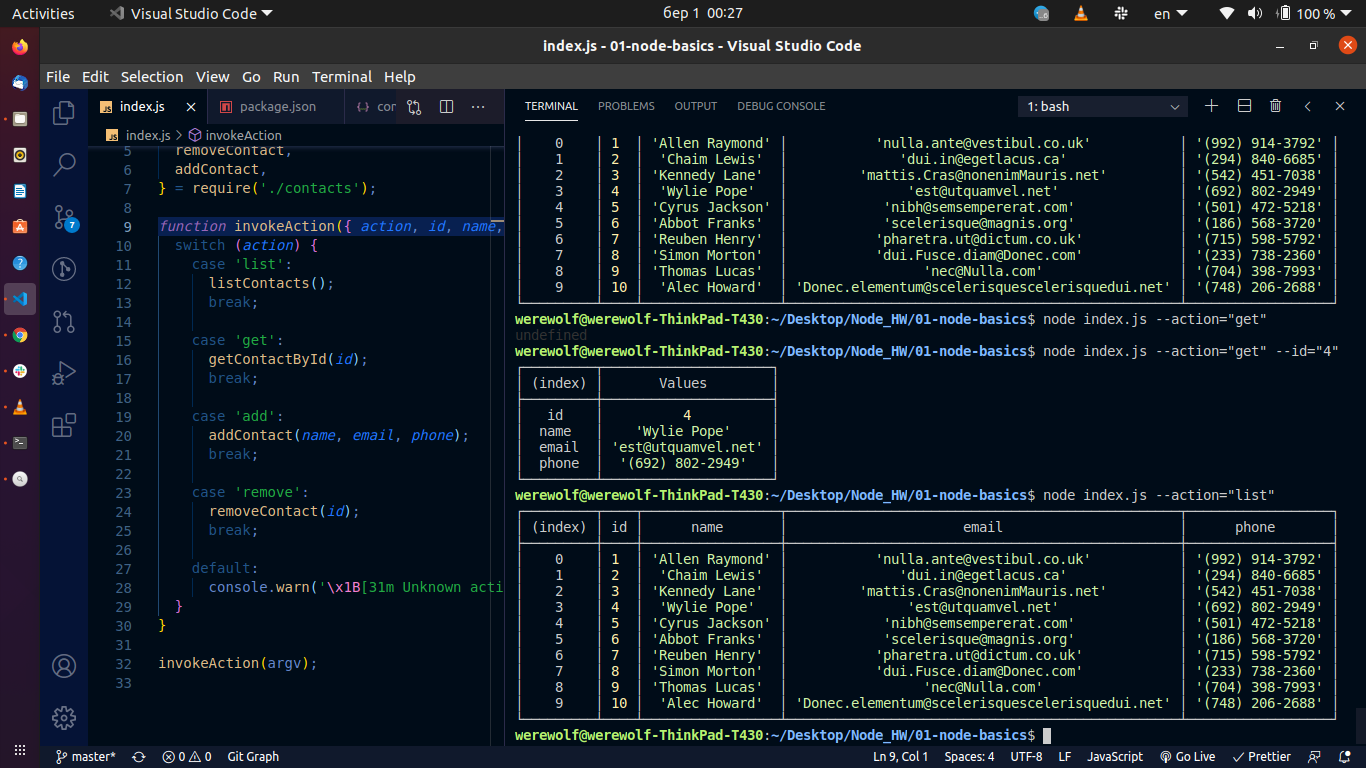 Activities Visual Studio Code бер 1 00:27 en 100 %
index.js - 01-node-basics - Visual Studio Code
File Edit Selection View Go Run Terminal Help
index.js package.json {} con ···
TERMINAL PROBLEMS OUTPUT DEBUG CONSOLE 1: bash
index.js > invokeAction
5 removeContact,
6 addContact,
7 } = require('./contacts');
8
9 function invokeAction({ action, id, name,
10 switch (action) {
11 case 'list':
12 listContacts();
13 break;
14
15 case 'get':
16 getContactById(id);
17 break;
18
19 case 'add':
20 addContact(name, email, phone);
21 break;
22
23 case 'remove':
24 removeContact(id);
25 break;
26
27 default:
28 console.warn('\x1B[31m Unknown acti
29 }
30 }
31
32 invokeAction(argv);
33
7
0 1 'Allen Raymond' 'nulla.ante@vestibul.co.uk' '(992) 914-3792'
1 2 'Chaim Lewis' 'dui.in@egetlacus.ca' '(294) 840-6685'
2 3 'Kennedy Lane' 'mattis.Cras@nonenimMauris.net' '(542) 451-7038'
3 4 'Wylie Pope' 'est@utquamvel.net' '(692) 802-2949'
4 5 'Cyrus Jackson' 'nibh@semsempererat.com' '(501) 472-5218'
5 6 'Abbot Franks' 'scelerisque@magnis.org' '(186) 568-3720'
6 7 'Reuben Henry' 'pharetra.ut@dictum.co.uk' '(715) 598-5792'
7 8 'Simon Morton' 'dui.Fusce.diam@Donec.com' '(233) 738-2360'
8 9 'Thomas Lucas' 'nec@Nulla.com' '(704) 398-7993'
9 10 'Alec Howard' 'Donec.elementum@scelerisquescelerisquedui.net' '(748) 206-2688'
werewolf@werewolf-ThinkPad-T430:~/Desktop/Node_HW/01-node-basics$ node index.js --action="get"
undefined
werewolf@werewolf-ThinkPad-T430:~/Desktop/Node_HW/01-node-basics$ node index.js --action="get" --id="4"
(index) Values
id 4
name 'Wylie Pope'
email 'est@utquamvel.net'
phone '(692) 802-2949'
werewolf@werewolf-ThinkPad-T430:~/Desktop/Node_HW/01-node-basics$ node index.js --action="list"
(index) id name email phone
0 1 'Allen Raymond' 'nulla.ante@vestibul.co.uk' '(992) 914-3792'
1 2 'Chaim Lewis' 'dui.in@egetlacus.ca' '(294) 840-6685'
2 3 'Kennedy Lane' 'mattis.Cras@nonenimMauris.net' '(542) 451-7038'
3 4 'Wylie Pope' 'est@utquamvel.net' '(692) 802-2949'
4 5 'Cyrus Jackson' 'nibh@semsempererat.com' '(501) 472-5218'
5 6 'Abbot Franks' 'scelerisque@magnis.org' '(186) 568-3720'
6 7 'Reuben Henry' 'pharetra.ut@dictum.co.uk' '(715) 598-5792'
7 8 'Simon Morton' 'dui.Fusce.diam@Donec.com' '(233) 738-2360'
8 9 'Thomas Lucas' 'nec@Nulla.com' '(704) 398-7993'
9 10 'Alec Howard' 'Donec.elementum@scelerisquescelerisquedui.net' '(748) 206-2688'
werewolf@werewolf-ThinkPad-T430:~/Desktop/Node_HW/01-node-basics$
master* 0 0 Git Graph Ln 9, Col 1 Spaces: 4 UTF-8 LF JavaScript Go Live Prettier